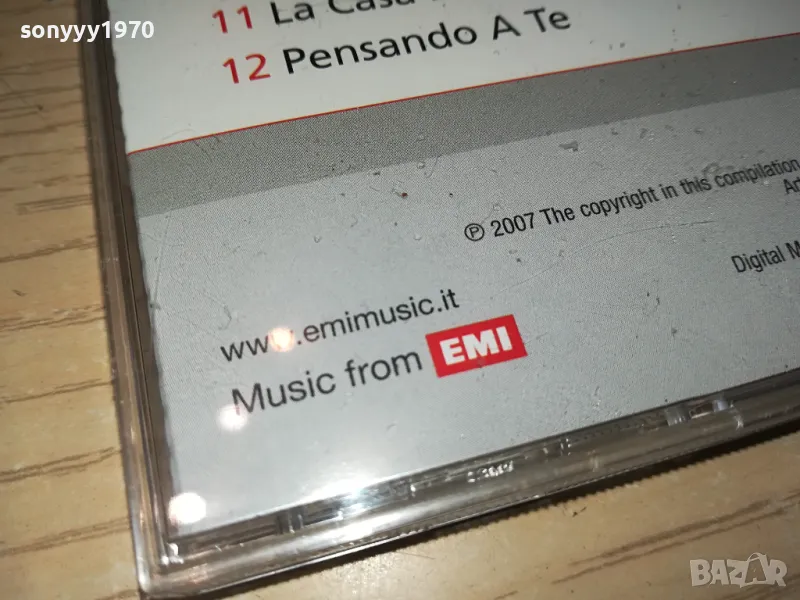 sonyyy1970
11 La Casa
12 Pensando A Te
℗ 2007 The copyright in this compilation
Digital
www.emimusic.it
Music from EMI
BAZAR